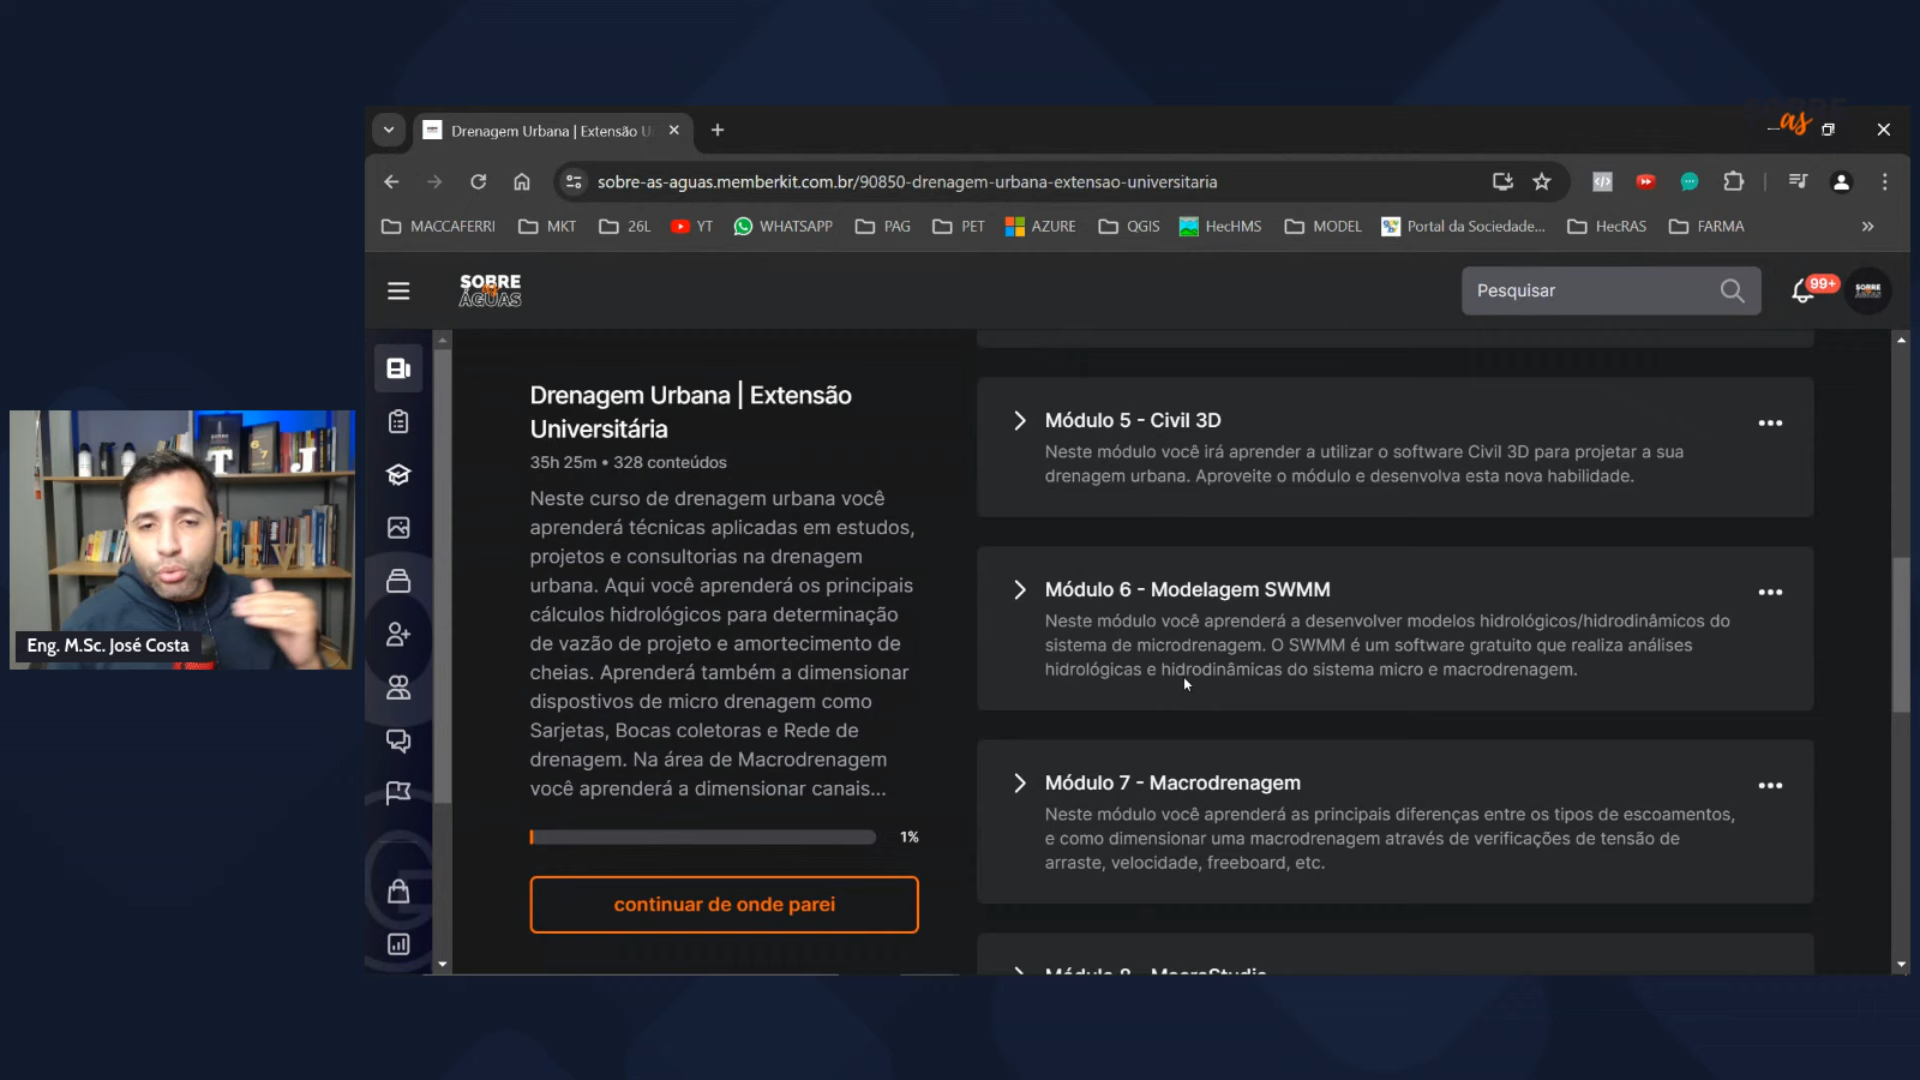 as
Drenagem Urbana | Extensão U
sobre-as-aguas.memberkit.com.br/90850-drenagem-urbana-extensao-universitaria
MACCAFERRI MKT 26L YT WHATSAPP PAG PET AZURE QGIS HecHMS MODEL Portal da Sociedade... HecRAS FARMA
SOBRE
as
ÁGUAS
Pesquisar
99+
Drenagem Urbana | Extensão
Universitária
35h 25m • 328 conteúdos
Neste curso de drenagem urbana você
aprenderá técnicas aplicadas em estudos,
projetos e consultorias na drenagem
urbana. Aqui você aprenderá os principais
cálculos hidrológicos para determinação
de vazão de projeto e amortecimento de
cheias. Aprenderá também a dimensionar
dispostivos de micro drenagem como
Sarjetas, Bocas coletoras e Rede de
drenagem. Na área de Macrodrenagem
você aprenderá a dimensionar canais...
1%
continuar de onde parei
Módulo 5 - Civil 3D
Neste módulo você irá aprender a utilizar o software Civil 3D para projetar a sua
drenagem urbana. Aproveite o módulo e desenvolva esta nova habilidade.
Módulo 6 - Modelagem SWMM
Neste módulo você aprenderá a desenvolver modelos hidrológicos/hidrodinâmicos do
sistema de microdrenagem. O SWMM é um software gratuito que realiza análises
hidrológicas e hidrodinâmicas do sistema micro e macrodrenagem.
Módulo 7 - Macrodrenagem
Neste módulo você aprenderá as principais diferenças entre os tipos de escoamentos,
e como dimensionar uma macrodrenagem através de verificações de tensão de
arraste, velocidade, freeboard, etc.
Módulo 8 - MacraStudio
Eng. M.Sc. José Costa